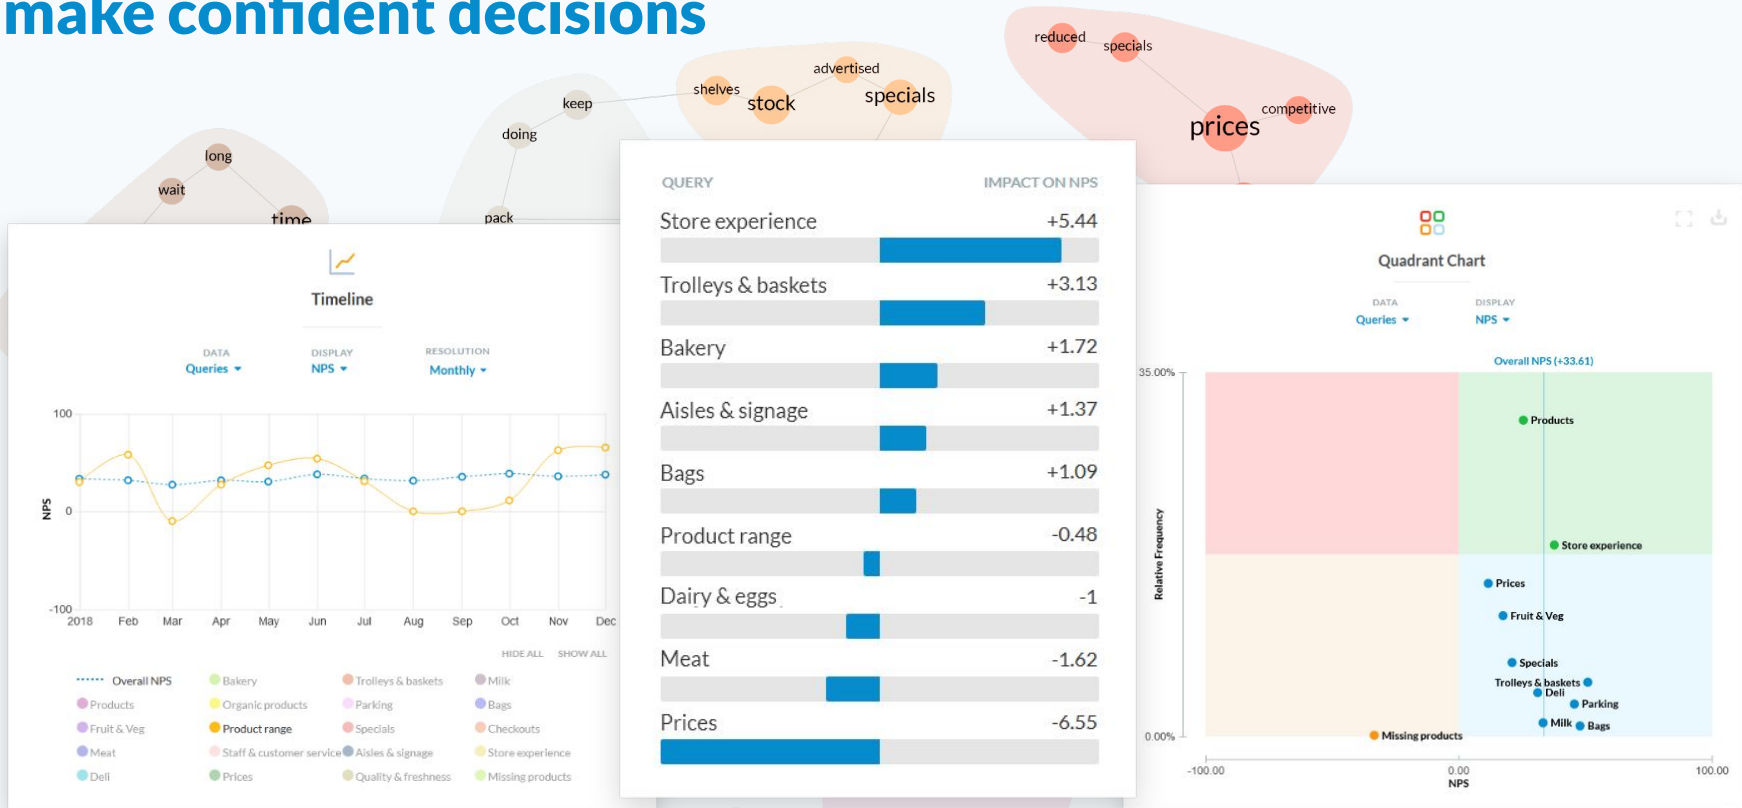 make confident decisions
reduced
specials
competitive
prices
advertised
shelves
stock
specials
keep
doing
pack
long
wait
time
Timeline
DATA DISPLAY RESOLUTION
Queries NPS Monthly
100
0
-100
NPS
2018 Feb Mar Apr May Jun Jul Aug Sep Oct Nov Dec
HIDE ALL SHOW ALL
Overall NPS Bakery Trolleys & baskets Milk
Products Organic products Parking Bags
Fruit & Veg Product range Specials Checkouts
Meat Staff & customer service Aisles & signage Store experience
Deli Prices Quality & freshness Missing products
QUERY IMPACT ON NPS
Store experience +5.44
Trolleys & baskets +3.13
Bakery +1.72
Aisles & signage +1.37
Bags +1.09
Product range -0.48
Dairy & eggs -1
Meat -1.62
Prices -6.55
Quadrant Chart
DATA DISPLAY
Queries NPS
Overall NPS (+33.61)
35.00%
Products
Store experience
Prices
Fruit & Veg
Specials
Trolleys & baskets
Deli
Parking
Milk Bags
Missing products
0.00%
Relative Frequency
-100.00 0.00 100.00
NPS